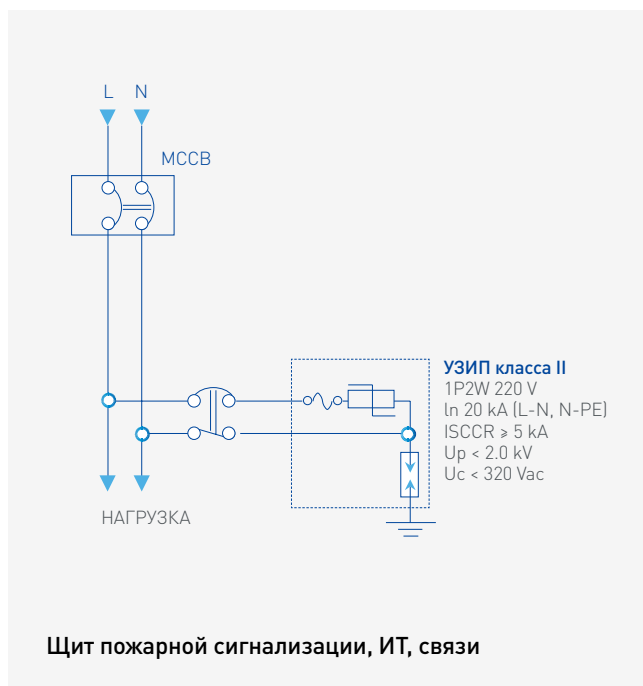 L N
MCCB
УЗИП класса II
1P2W 220 V
ln 20 kA (L-N, N-PE)
ISCCR ≥ 5 kA
Up < 2.0 kV
Uc < 320 Vac
НАГРУЗКА
Щит пожарной сигнализации, ИТ, связи